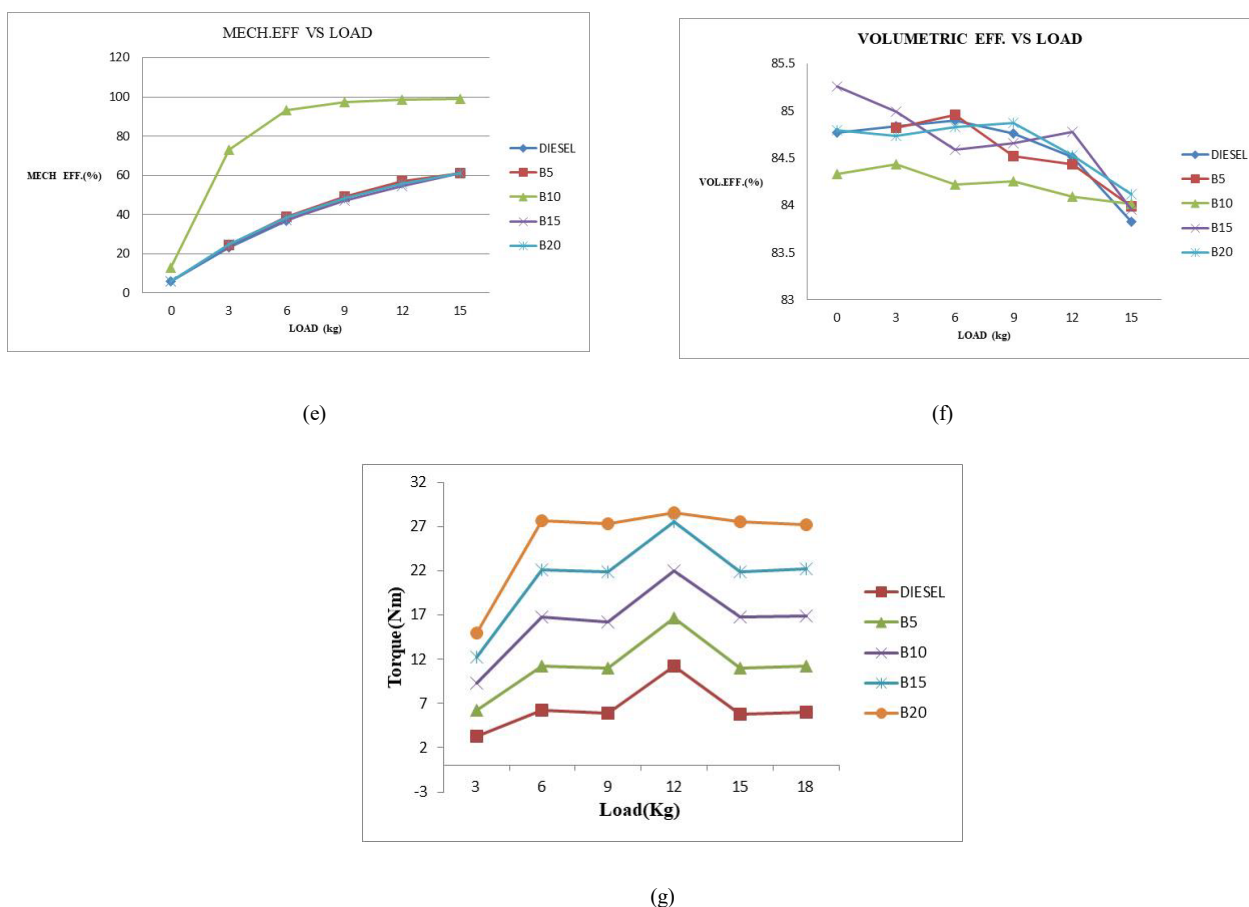 MECH.EFF VS LOAD
120
100
80
60
40
20
0
MECH EFF.(%)
0 3 6 9 12 15
LOAD (kg)
DIESEL
B5
B10
B15
B20
(e)
VOLUMETRIC EFF. VS LOAD
85.5
85
84.5
84
83.5
83
VOL.EFF.(%)
0 3 6 9 12 15
LOAD (kg)
DIESEL
B5
B10
B15
B20
(f)
32
27
22
17
12
7
2
-3
Torque(Nm)
3 6 9 12 15 18
Load(Kg)
DIESEL
B5
B10
B15
B20
(g)